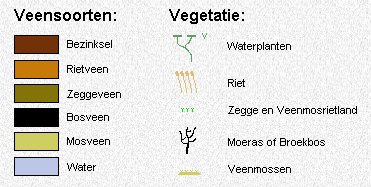 Veensoorten:
Bezinksel
Rietveen
Zeggeveen
Bosveen
Mosveen
Water
Vegetatie:
Waterplanten
Riet
Zegge en Veenmosrietland
Moeras of Broekbos
Veenmossen